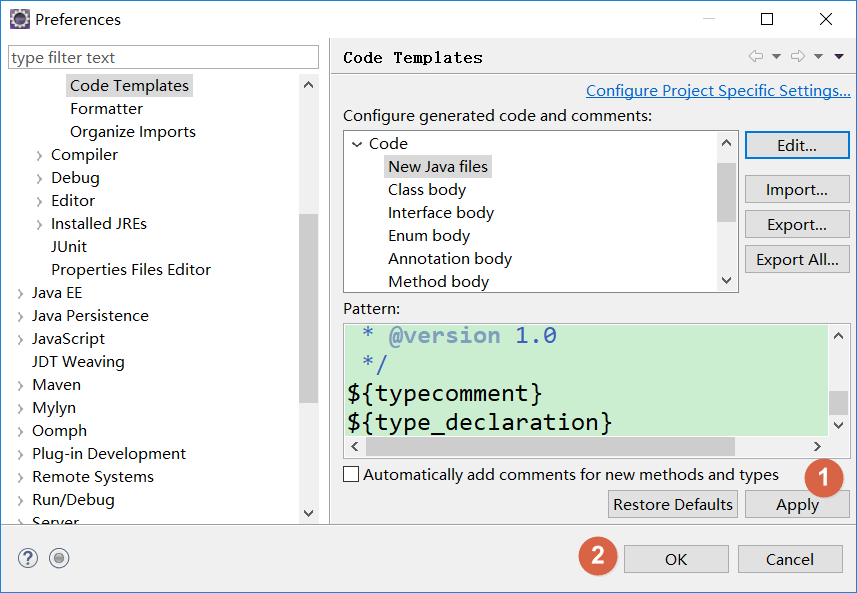 Preferences
type filter text
Code Templates
Formatter
Organize Imports
Compiler
Debug
Editor
Installed JREs
JUnit
Properties Files Editor
Java EE
Java Persistence
JavaScript
JDT Weaving
Maven
Mylyn
Oomph
Plug-in Development
Remote Systems
Run/Debug
Server
Code Templates
Configure Project Specific Settings...
Configure generated code and comments:
Code
New Java files
Class body
Interface body
Enum body
Annotation body
Method body
Edit...
Import...
Export...
Export All...
Pattern:
* @version 1.0
*/
${typecomment}
${type_declaration}
Automatically add comments for new methods and types
1
Restore Defaults
Apply
?
2
OK
Cancel